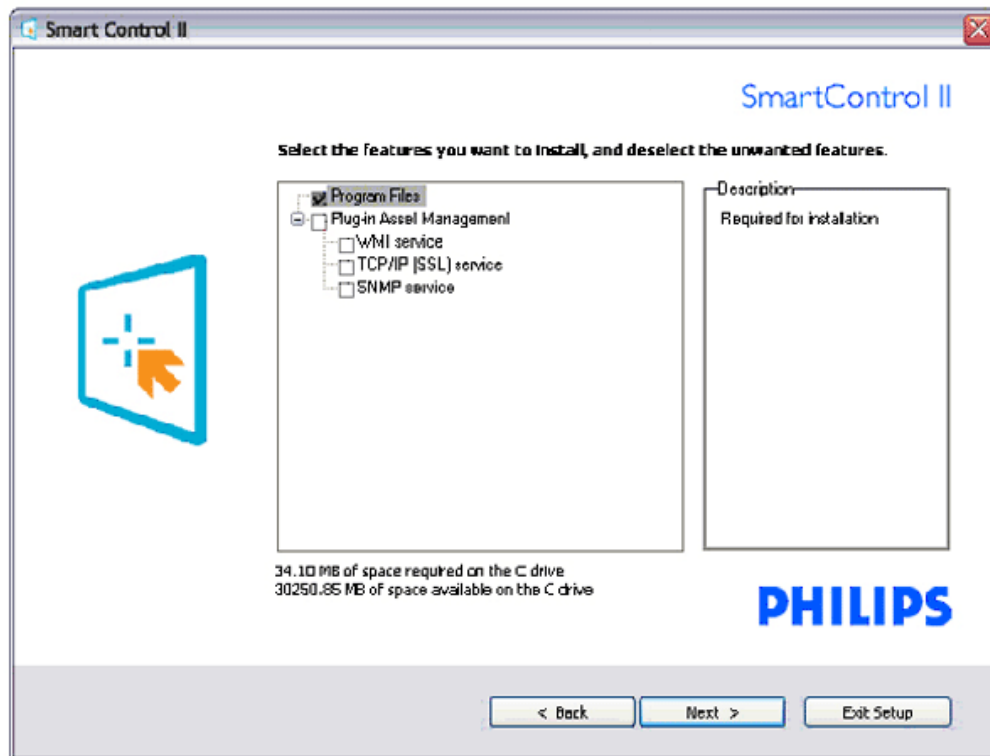 Smart Control II
SmartControl II
Select the features you want to install, and deselect the unwanted features.
Program Files
Plug-in Asset Management
WMI service
TCP/IP (SSL) service
SNMP service
Description
Required for installation
34.10 MB of space required on the C drive
30250.85 MB of space available on the C drive
PHILIPS
< Back
Next >
Exit Setup